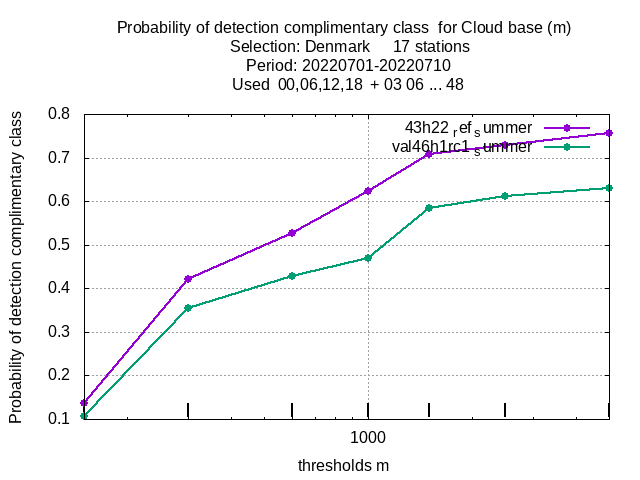 Probability of detection complimentary class  for Cloud base (m)
Selection: Denmark     17 stations
Period: 20220701-20220710
Used  00,06,12,18  + 03 06 ... 48
Probability of detection complimentary class
0.8
0.7
0.6
0.5
0.4
0.3
0.2
0.1
43h22_ref_summer
val46h1rc1_summer
1000
thresholds m